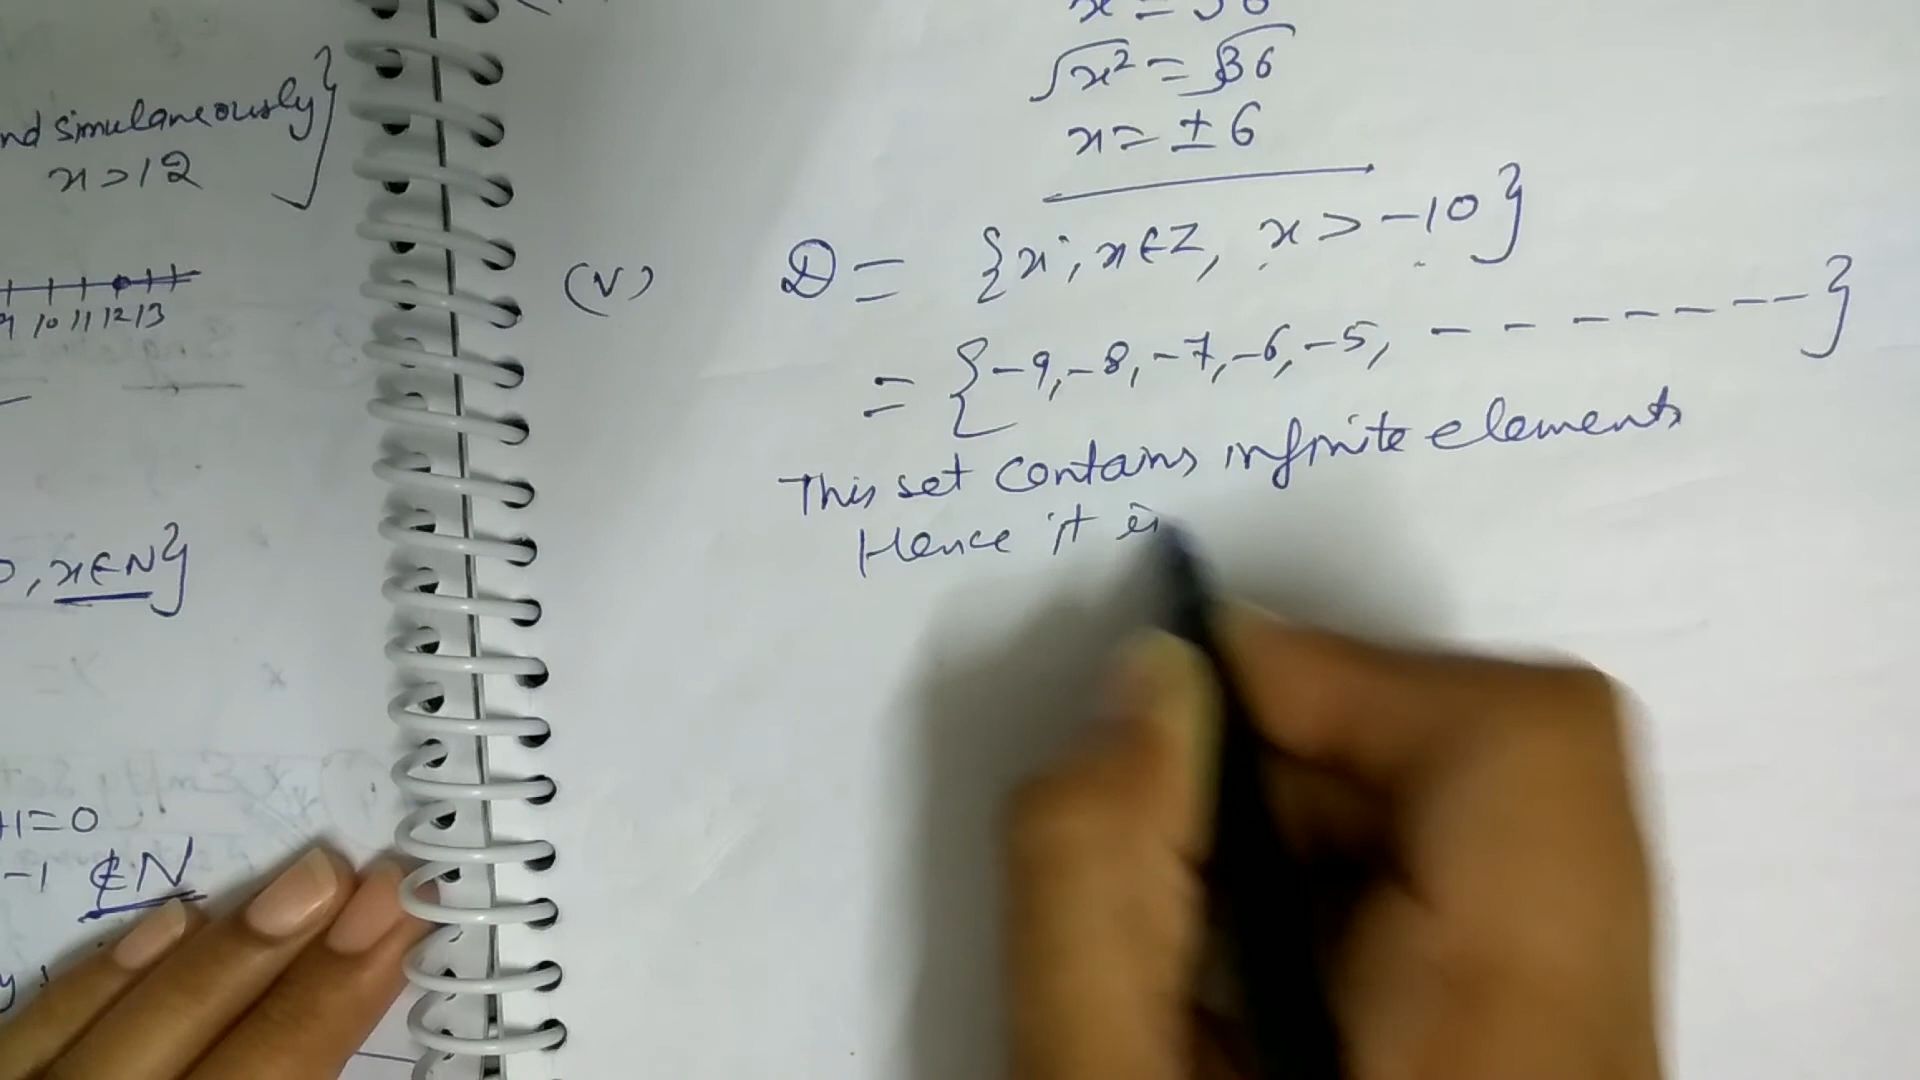 nd simulaneously}
x>12
9 10 11 12 13
, x∈N}
+1=0
-1 ∉N
√x² = √36
x= ±6
(V) D = {x; x∈Z, x > -10}
= {-9, -8, -7, -6, -5, - - - - - - - -}
This set contains infinite elements
Hence it is